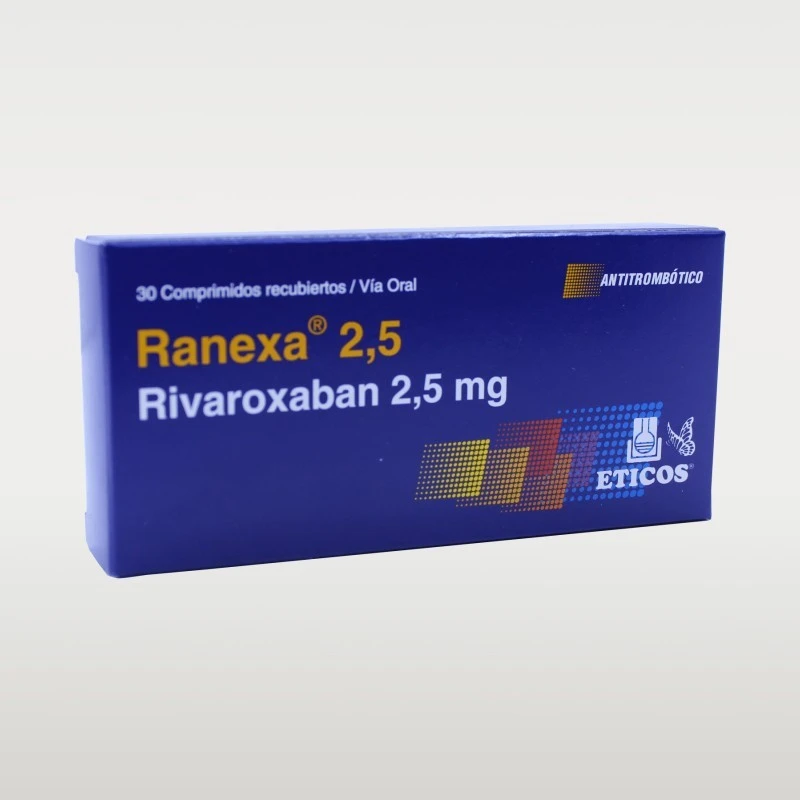 30 Comprimidos recubiertos / Vía Oral
ANTITROMBÓTICO
Ranexa® 2,5
Rivaroxaban 2,5 mg
ETICOS®